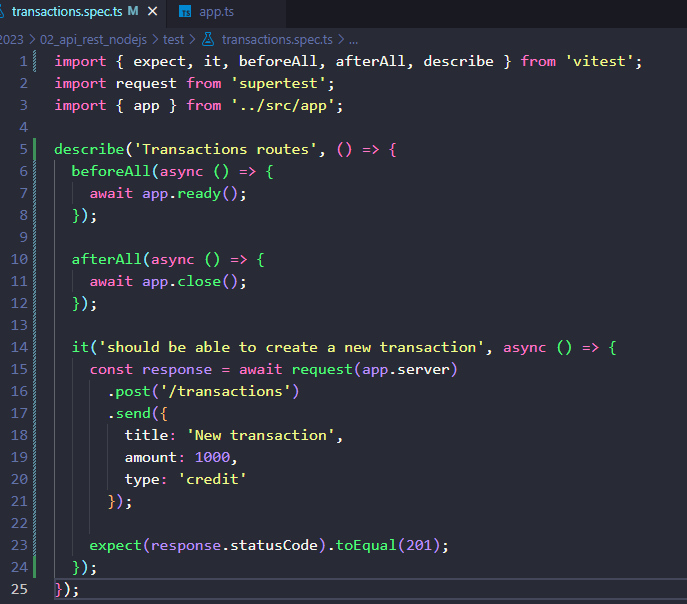 transactions.spec.ts M ✕ TS app.ts
2023 > 02_api_rest_nodejs > test > transactions.spec.ts > ...
1 import { expect, it, beforeAll, afterAll, describe } from 'vitest';
2 import request from 'supertest';
3 import { app } from '../src/app';
4
5 describe('Transactions routes', () => {
6   beforeAll(async () => {
7     await app.ready();
8   });
9
10   afterAll(async () => {
11     await app.close();
12   });
13
14   it('should be able to create a new transaction', async () => {
15     const response = await request(app.server)
16       .post('/transactions')
17       .send({
18         title: 'New transaction',
19         amount: 1000,
20         type: 'credit'
21       });
22
23     expect(response.statusCode).toEqual(201);
24   });
25 });